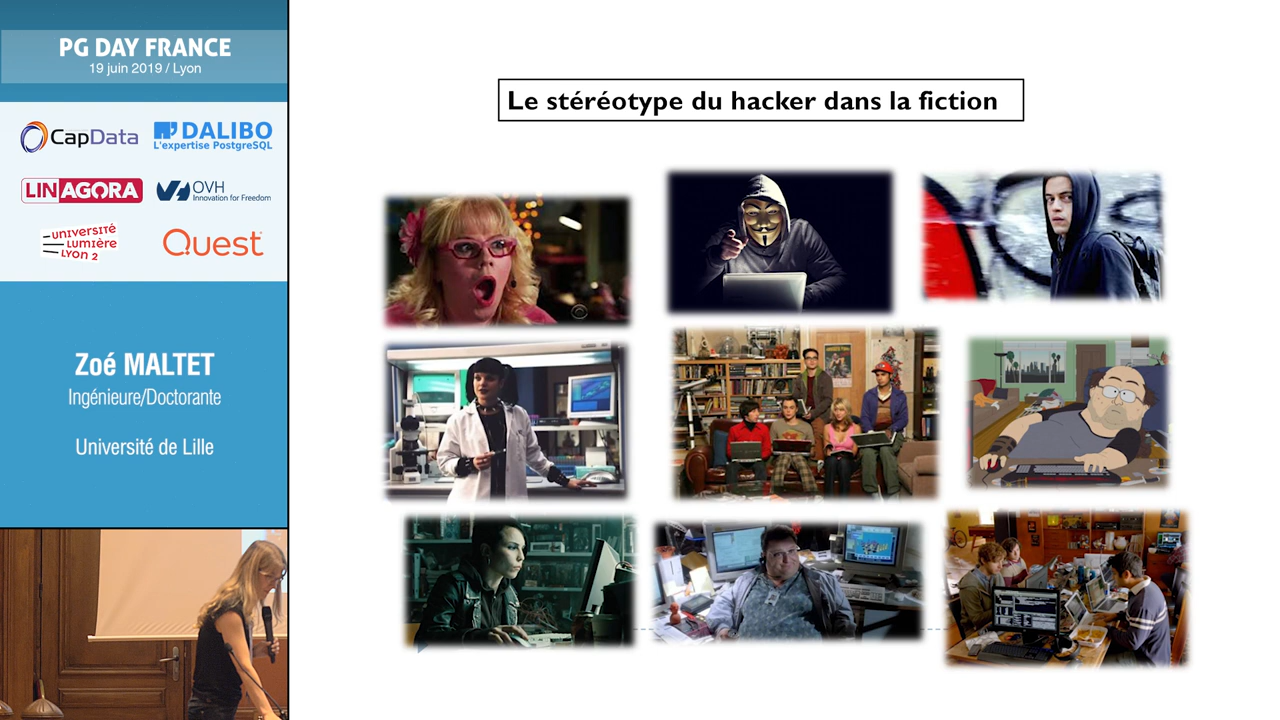 PG DAY FRANCE
19 juin 2019 / Lyon
CapData
DALIBO
L'expertise PostgreSQL
LINAGORA
OVH
Innovation for Freedom
UNIVERSITÉ
LUMIÈRE
LYON 2
Quest
Zoé MALTET
Ingénieure/Doctorante
Université de Lille
Le stéréotype du hacker dans la fiction